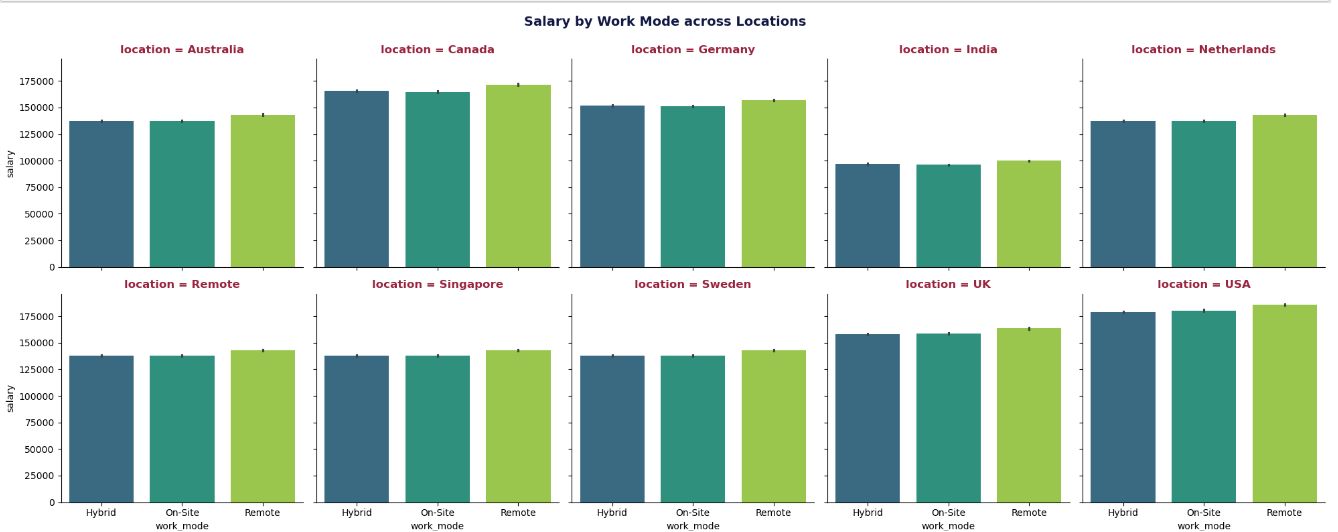 Salary by Work Mode across Locations
location = Australia
location = Canada
location = Germany
location = India
location = Netherlands
175000
150000
125000
100000
75000
50000
25000
0
salary
location = Remote
location = Singapore
location = Sweden
location = UK
location = USA
175000
150000
125000
100000
75000
50000
25000
0
salary
Hybrid On-Site Remote
work_mode
Hybrid On-Site Remote
work_mode
Hybrid On-Site Remote
work_mode
Hybrid On-Site Remote
work_mode
Hybrid On-Site Remote
work_mode